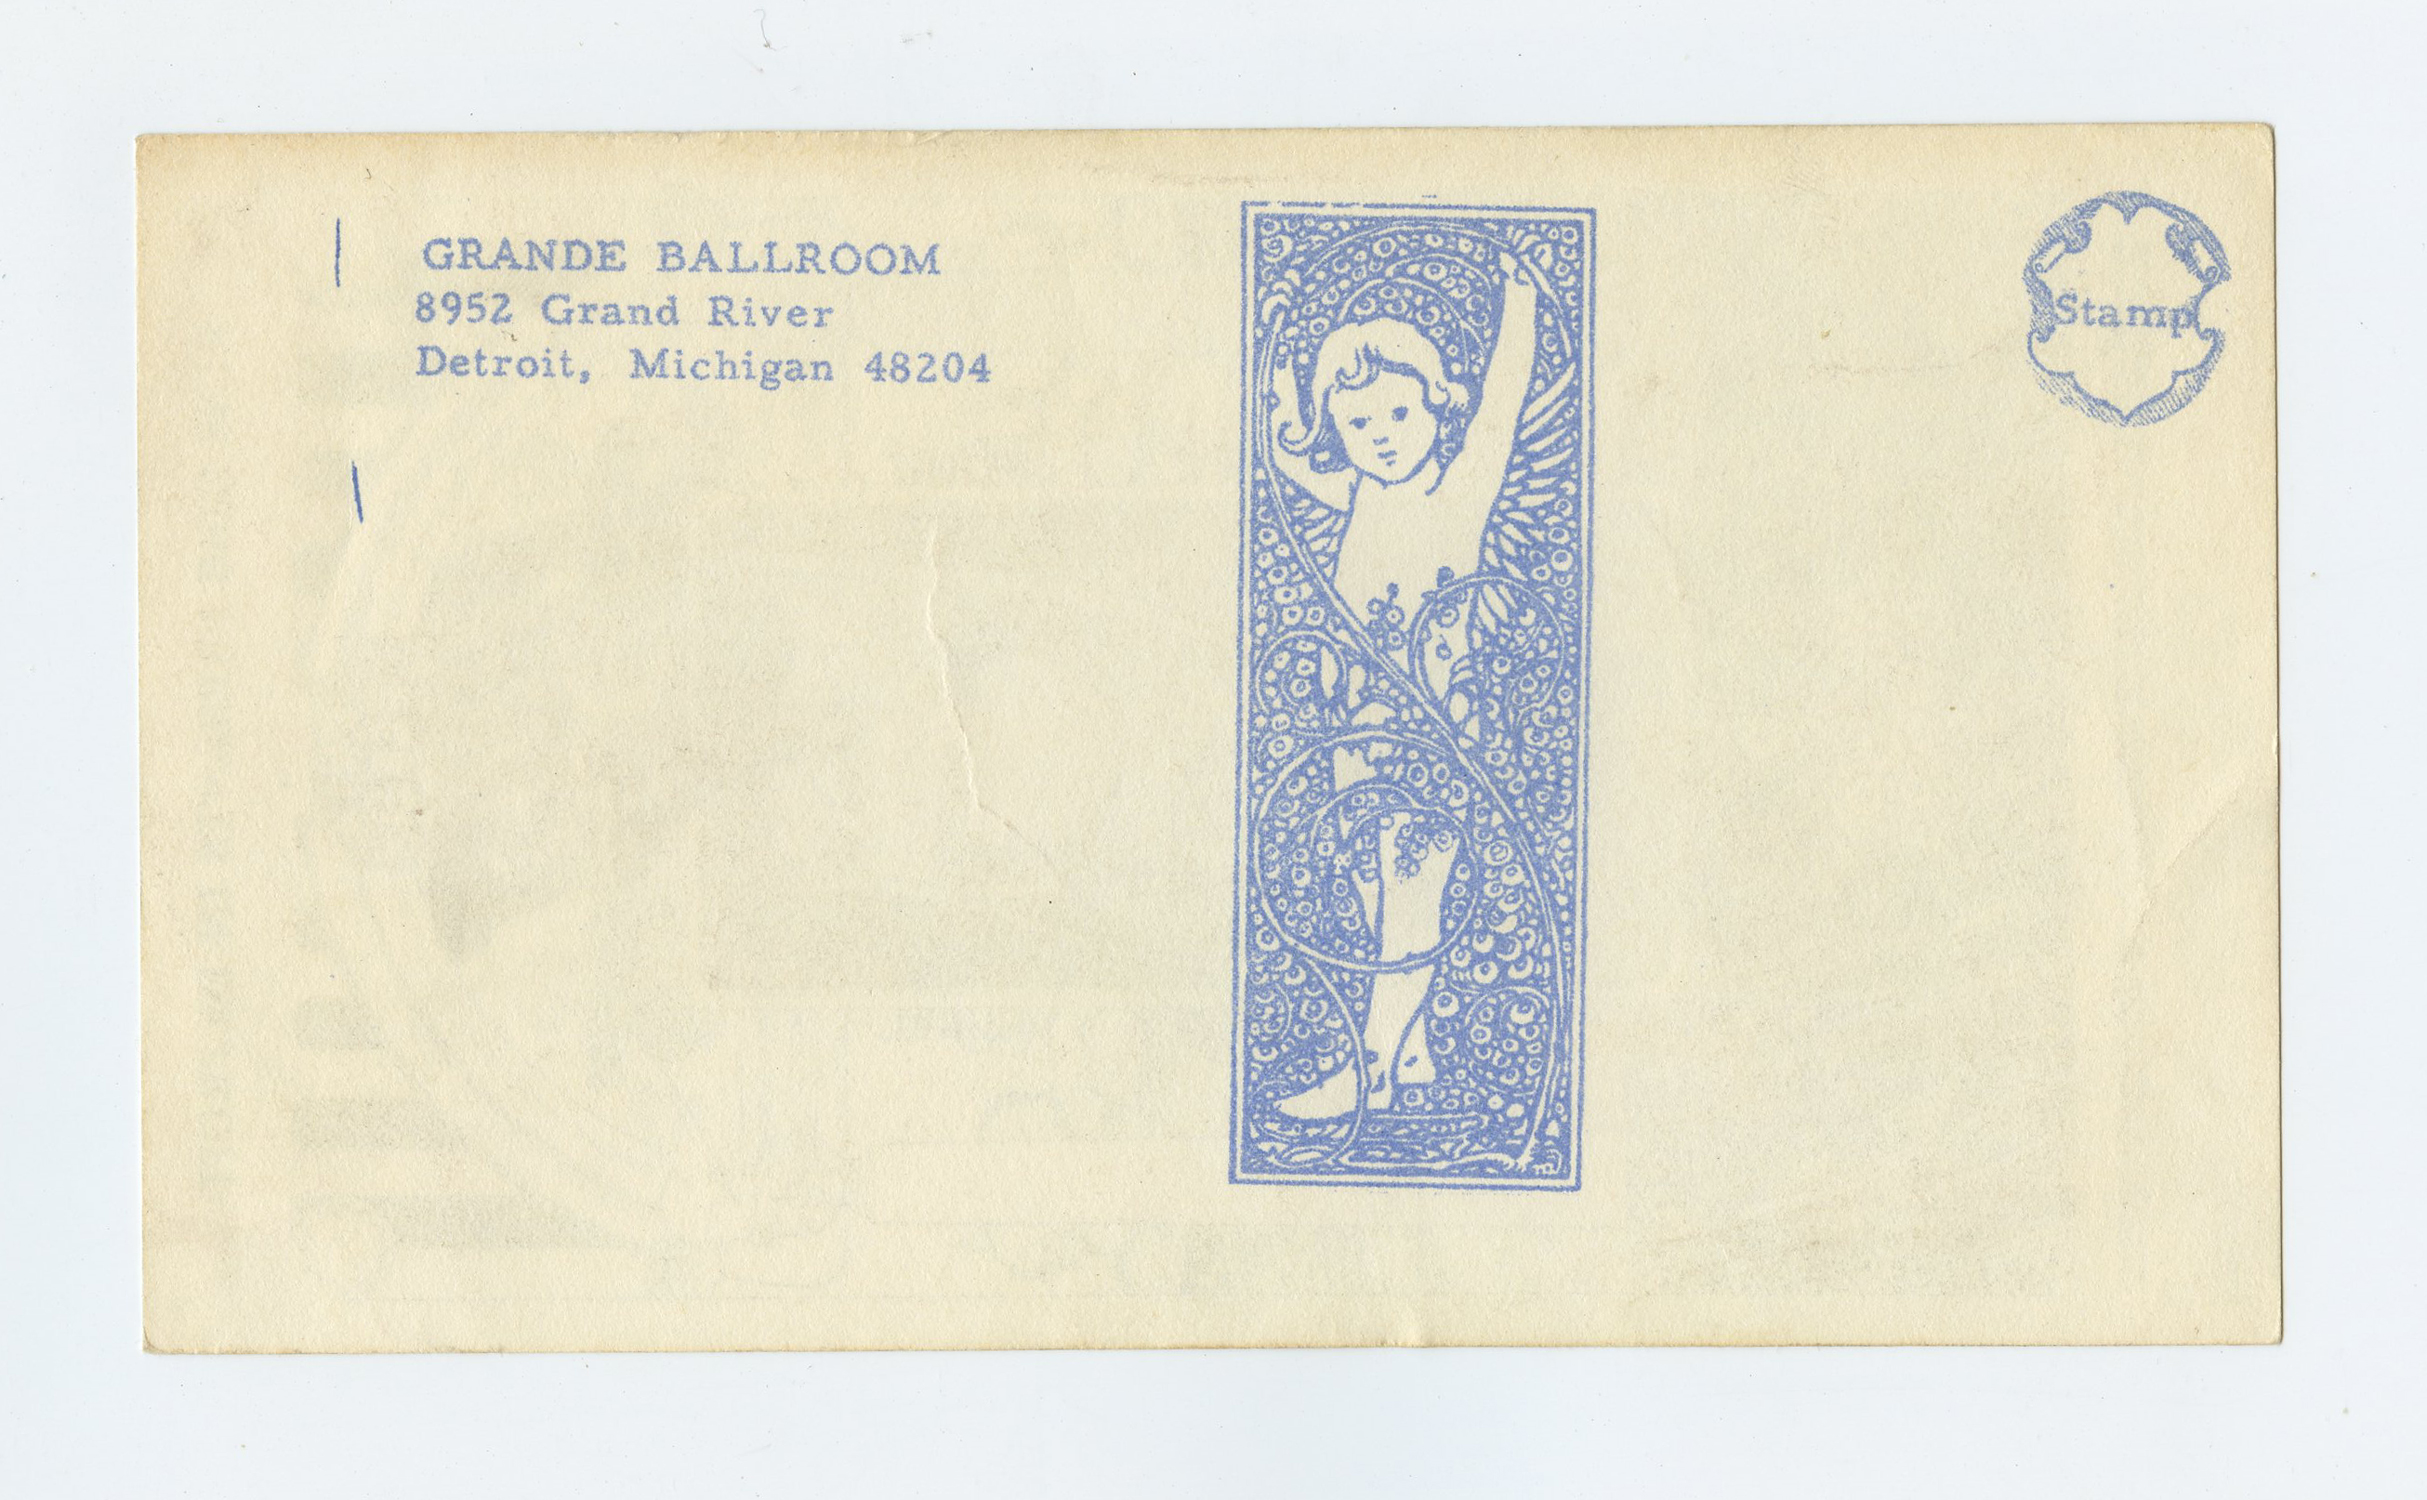 GRANDE BALLROOM
8952 Grand River
Detroit, Michigan 48204
Stamp